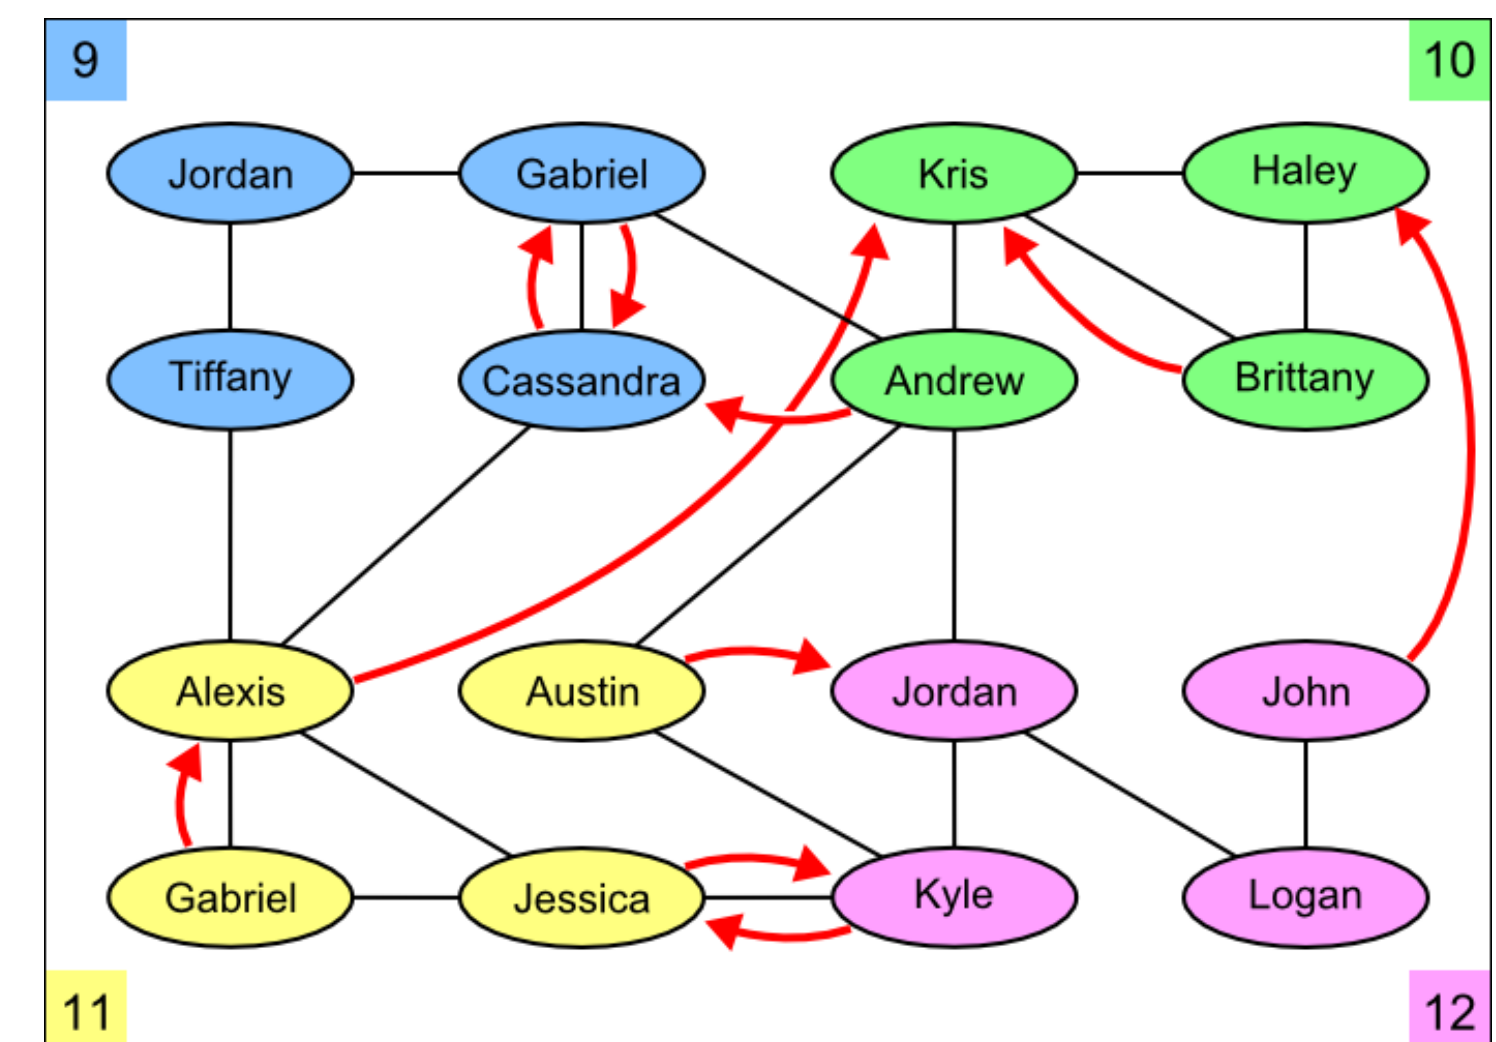 9
10
Jordan
Gabriel
Kris
Haley
Tiffany
Cassandra
Andrew
Brittany
Alexis
Austin
Jordan
John
Gabriel
Jessica
Kyle
Logan
11
12